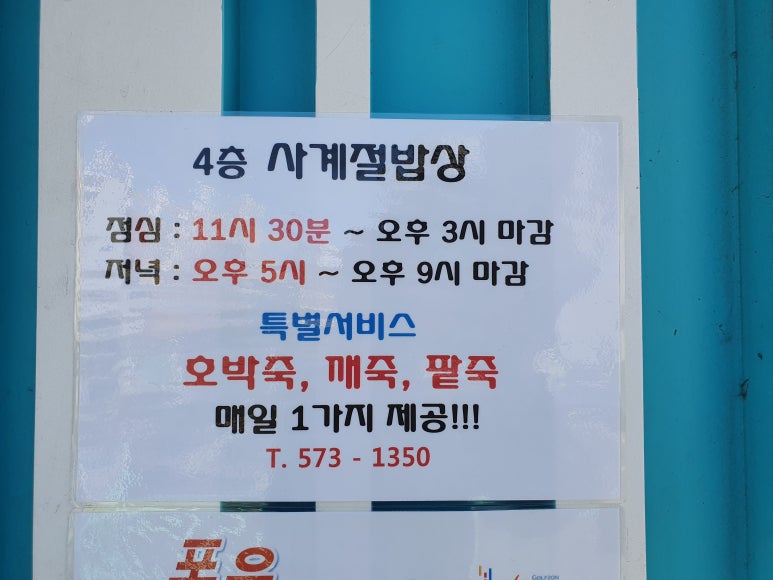 4층 사계절밥상
점심 : 11시 30분 ~ 오후 3시 마감
저녁 : 오후 5시 ~ 오후 9시 마감
특별서비스
호박죽, 깨죽, 팥죽
매일 1가지 제공!!!
T. 573 - 1350